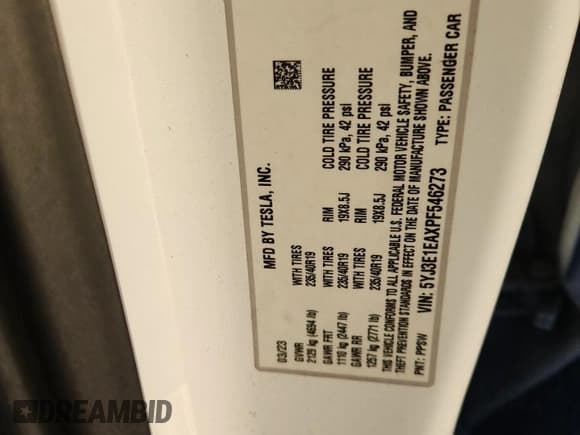 MFD BY TESLA, INC.
03/23
GVWR WITH TIRES RIM COLD TIRE PRESSURE
2129 kg (4694 lb) 235/40R19 19X8.5J 290 kPa, 42 psi
GAWR FRT WITH TIRES RIM COLD TIRE PRESSURE
1110 kg (2447 lb) 235/40R19 19X8.5J 290 kPa, 42 psi
GAWR RR
1257 kg (2771 lb) 235/40R19
THIS VEHICLE CONFORMS TO ALL APPLICABLE U.S. FEDERAL MOTOR VEHICLE SAFETY, BUMPER, AND
THEFT PREVENTION STANDARDS IN EFFECT ON THE DATE OF MANUFACTURE SHOWN ABOVE.
VIN: 5YJ3E1EAXPF546273 TYPE: PASSENGER CAR
PNT: PPSW
DREAMBID